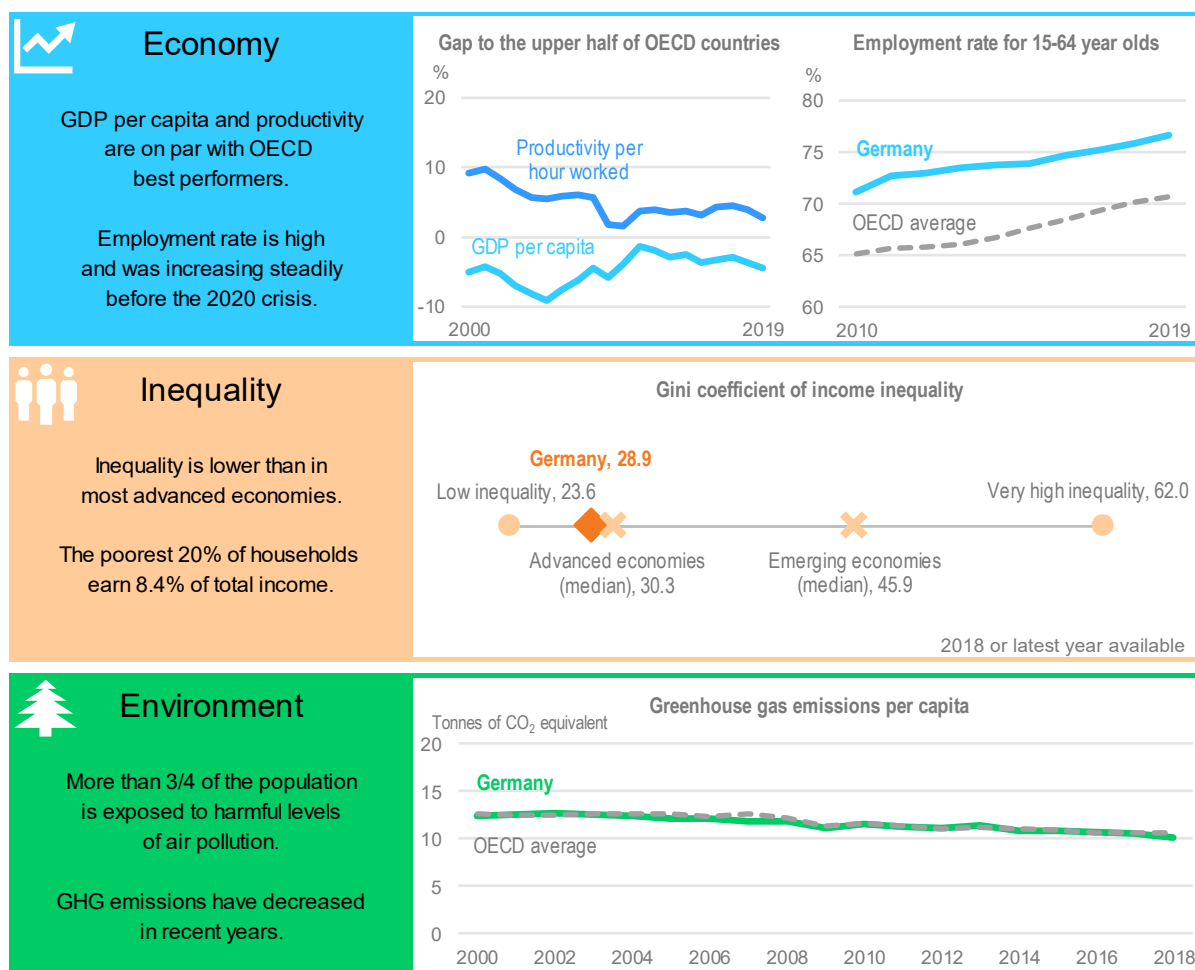 Economy
GDP per capita and productivity
are on par with OECD
best performers.
Employment rate is high
and was increasing steadily
before the 2020 crisis.
Gap to the upper half of OECD countries
%
20
10
0
-10
Productivity per
hour worked
GDP per capita
2000
2019
Employment rate for 15-64 year olds
%
80
75
70
65
60
Germany
OECD average
2010
2019
Inequality
Inequality is lower than in
most advanced economies.
The poorest 20% of households
earn 8.4% of total income.
Gini coefficient of income inequality
Germany, 28.9
Low inequality, 23.6
Very high inequality, 62.0
Advanced economies
(median), 30.3
Emerging economies
(median), 45.9
2018 or latest year available
Environment
More than 3/4 of the population
is exposed to harmful levels
of air pollution.
GHG emissions have decreased
in recent years.
Greenhouse gas emissions per capita
Tonnes of CO₂ equivalent
20
15
10
5
0
Germany
OECD average
2000 2002 2004 2006 2008 2010 2012 2014 2016 2018